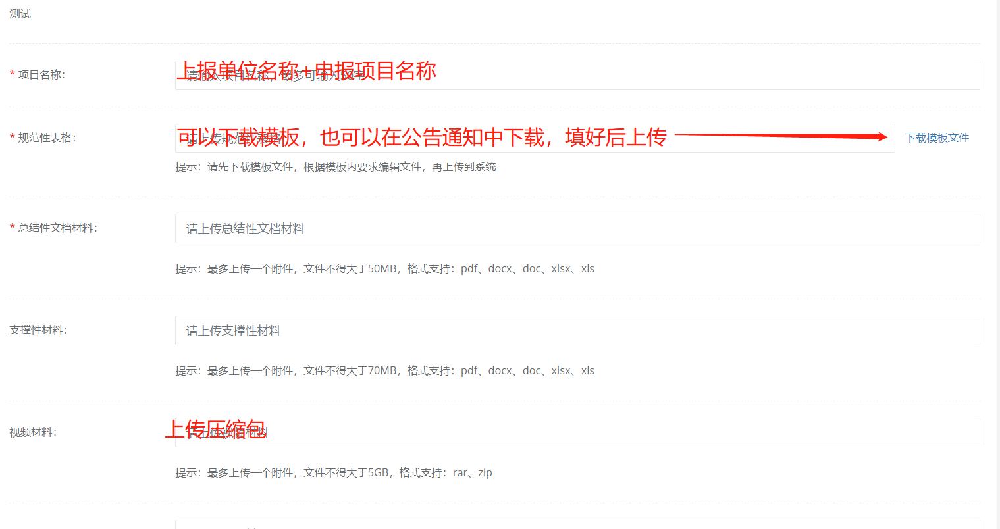 测试
* 项目名称：
上报单位名称+申报项目名称
* 规范性表格：
可以下载模板，也可以在公告通知中下载，填好后上传
下载模板文件
提示：请先下载模板文件，根据模板内要求编辑文件，再上传到系统
* 总结性文档材料：
请上传总结性文档材料
提示：最多上传一个附件，文件不得大于50MB，格式支持：pdf、docx、doc、xlsx、xls
支撑性材料：
请上传支撑性材料
提示：最多上传一个附件，文件不得大于70MB，格式支持：pdf、docx、doc、xlsx、xls
视频材料：
上传压缩包
请上传视频材料
提示：最多上传一个附件，文件不得大于5GB，格式支持：rar、zip